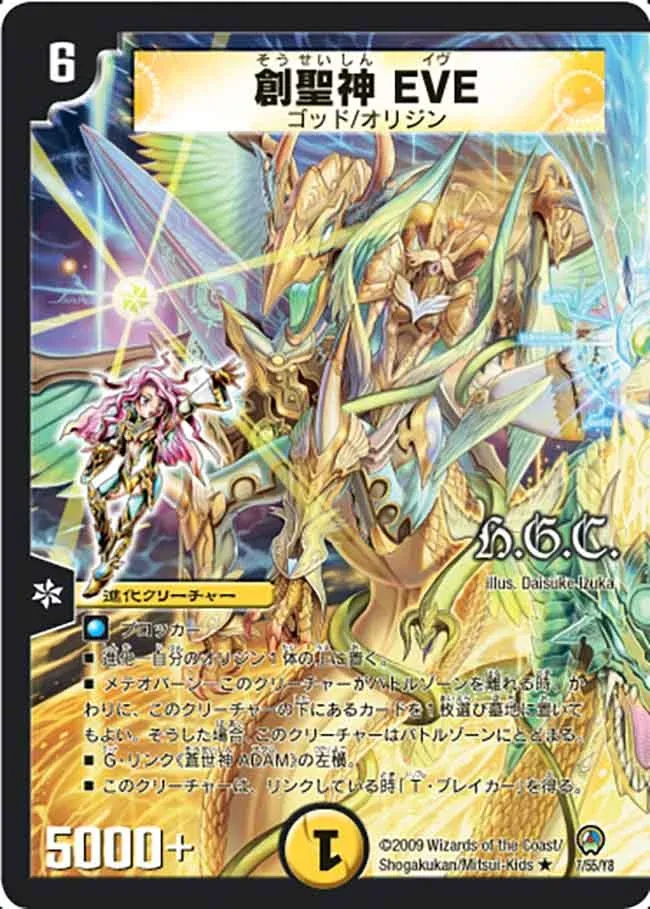 6
そうせいしん イヴ
創聖神 EVE
ゴッド/オリジン
H.G.C.
illus. Daisuke Izuka
進化クリーチャー
ブロッカー
■ 進化－自分のオリジン1体の上に置く。
■ メテオバーン－このクリーチャーがバトルゾーンを離れる時、か
わりに、このクリーチャーの下にあるカードを1枚選び墓地に置いて
もよい。そうした場合、このクリーチャーはバトルゾーンにとどまる。
■ G・リンク《蒼世神 ADAM》の左横。
■ このクリーチャーは、リンクしている時「T・ブレイカー」を得る。
5000+
1
©2009 Wizards of the Coast/
Shogakukan/Mitsui-Kids ★
7/55/Y8